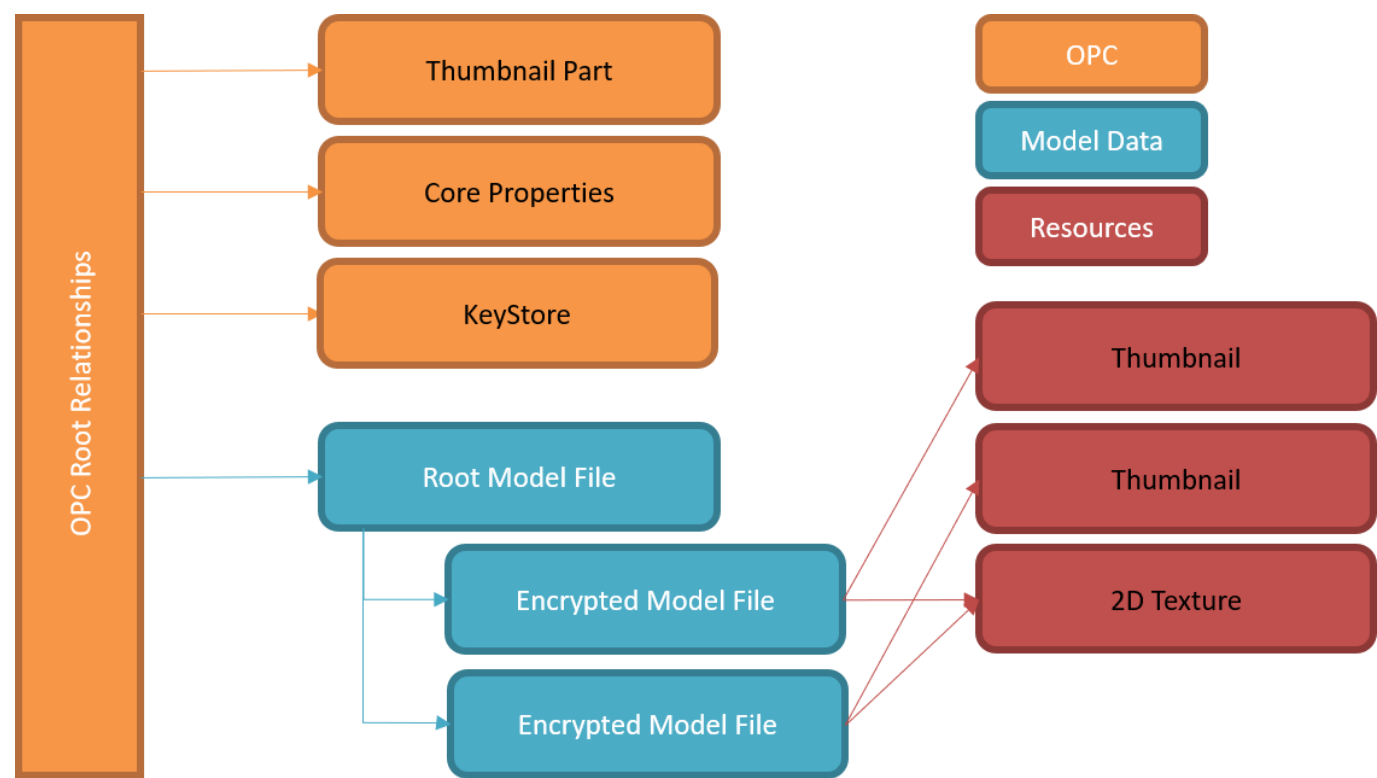 OPC Root Relationships
Thumbnail Part
Core Properties
KeyStore
Root Model File
Encrypted Model File
Encrypted Model File
OPC
Model Data
Resources
Thumbnail
Thumbnail
2D Texture